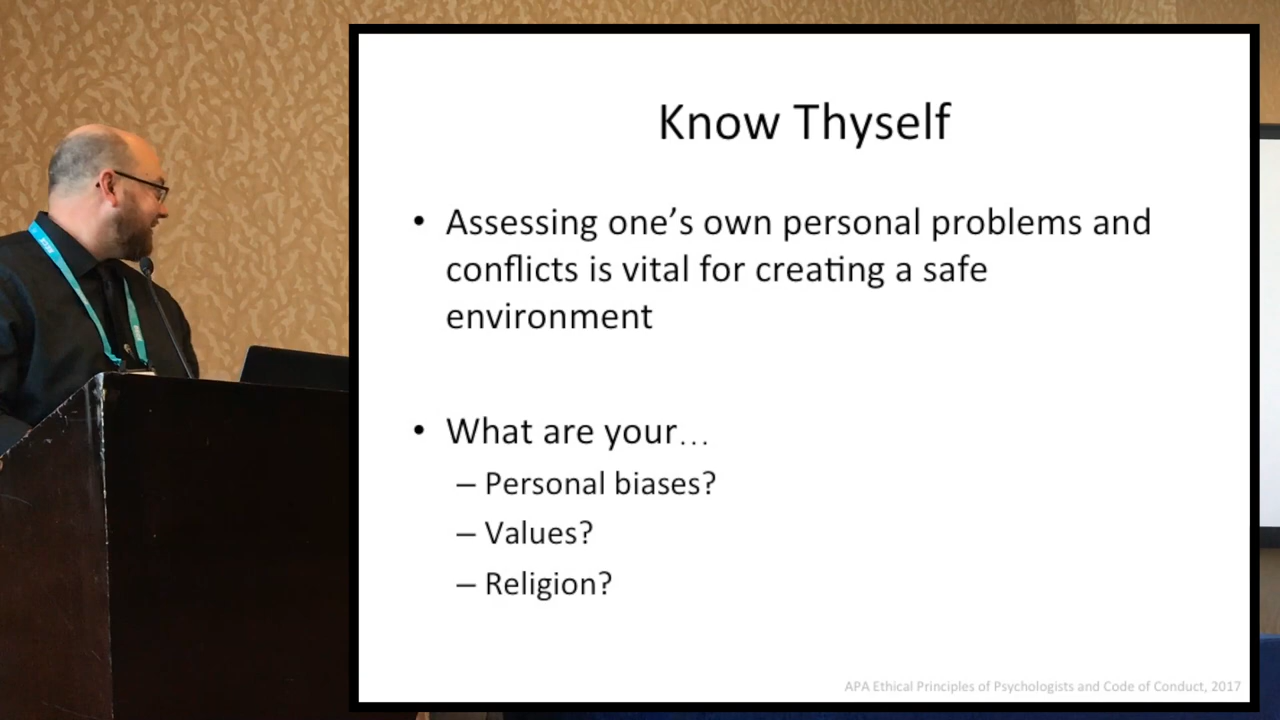 Know Thyself
• Assessing one's own personal problems and
conflicts is vital for creating a safe
environment
• What are your…
– Personal biases?
– Values?
– Religion?
APA Ethical Principles of Psychologists and Code of Conduct, 2017